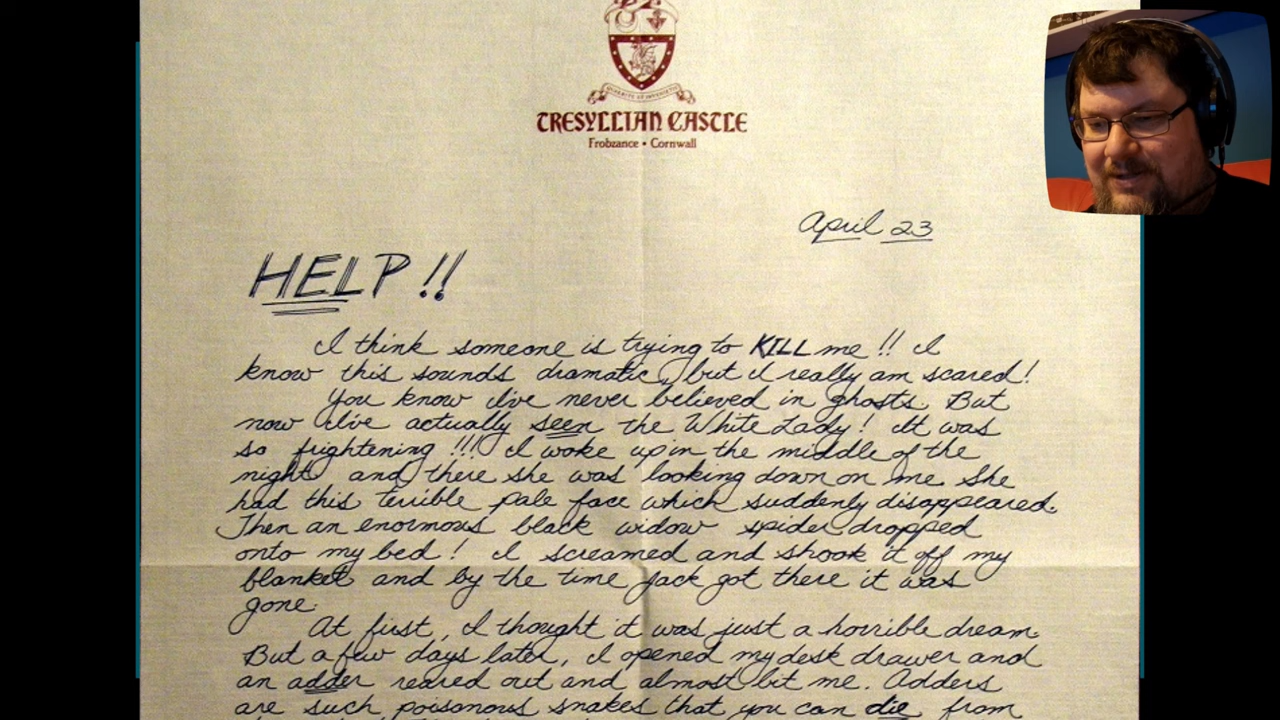 TRESYLLIAN CASTLE
Frobzance • Cornwall
April 23
HELP!!
I think someone is trying to KILL me!! I
know this sounds dramatic, but I really am scared!
You know I've never believed in ghosts. But
now I've actually seen the White Lady! It was
so frightening!!! I woke up in the middle of the
night and there she was looking down on me. She
had this terrible pale face which suddenly disappeared.
Then an enormous black widow spider dropped
onto my bed! I screamed and shook it off my
blanket and by the time Jack got there it was
gone.
At first, I thought it was just a horrible dream.
But a few days later, I opened my desk drawer and
an adder reared out and almost bit me. Adders
are such poisonous snakes that you can die from